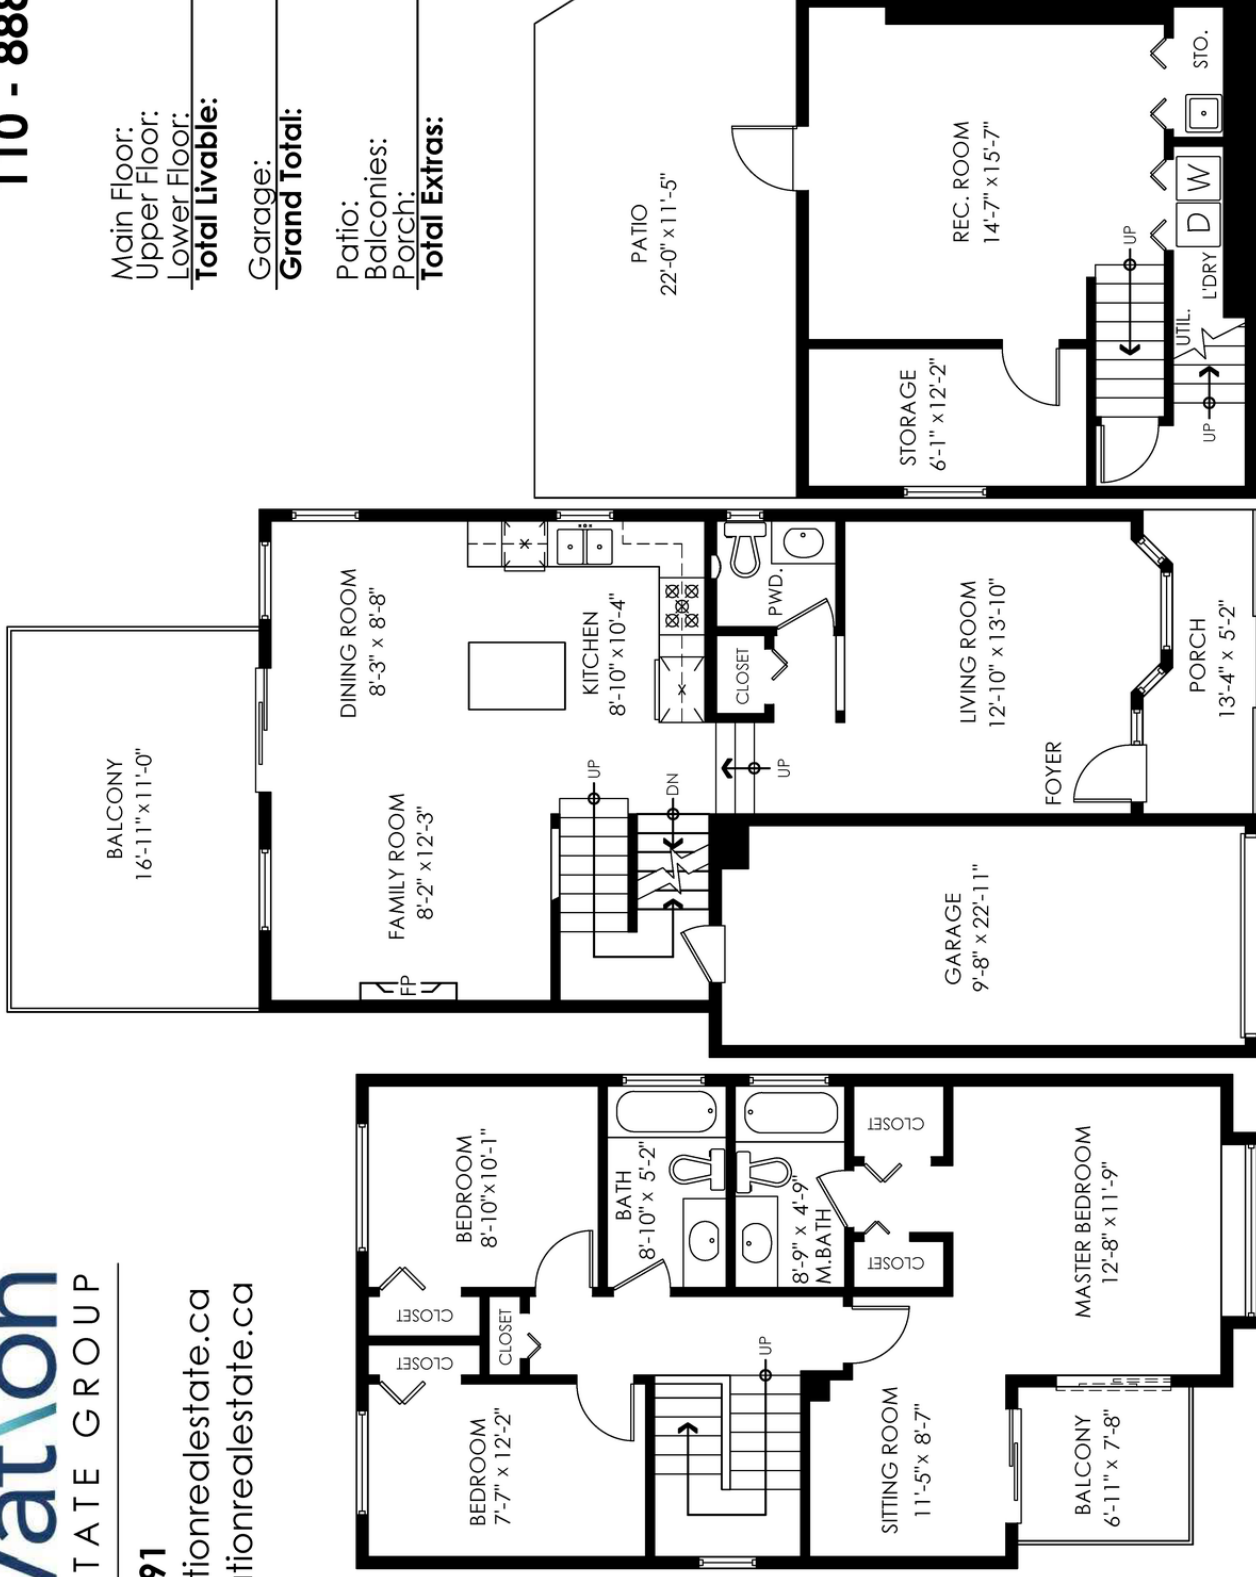 110 - 888
Main Floor:
Upper Floor:
Lower Floor:
Total Livable:
Garage:
Grand Total:
Patio:
Balconies:
Porch:
Total Extras:
PATIO
22'-0" x 11'-5"
REC. ROOM
14'-7" x 15'-7"
STO.
W
D
L'DRY
UTIL.
UP
UP
STORAGE
6'-1" x 12'-2"
BALCONY
16'-11" x 11'-0"
DINING ROOM
8'-3" x 8'-8"
FAMILY ROOM
8'-2" x 12'-3"
FP
KITCHEN
8'-10" x 10'-4"
UP
DN
PWD.
CLOSET
UP
LIVING ROOM
12'-10" x 13'-10"
FOYER
PORCH
13'-4" x 5'-2"
GARAGE
9'-8" x 22'-11"
BEDROOM
8'-10" x 10'-1"
CLOSET
CLOSET
CLOSET
BEDROOM
7'-7" x 12'-2"
BATH
8'-10" x 5'-2"
8'-9" x 4'-9"
M.BATH
CLOSET
CLOSET
UP
MASTER BEDROOM
12'-8" x 11'-9"
SITTING ROOM
11'-5" x 8'-7"
BALCONY
6'-11" x 7'-8"
vation
TATE GROUP
91
tionrealestate.ca
tionrealestate.ca